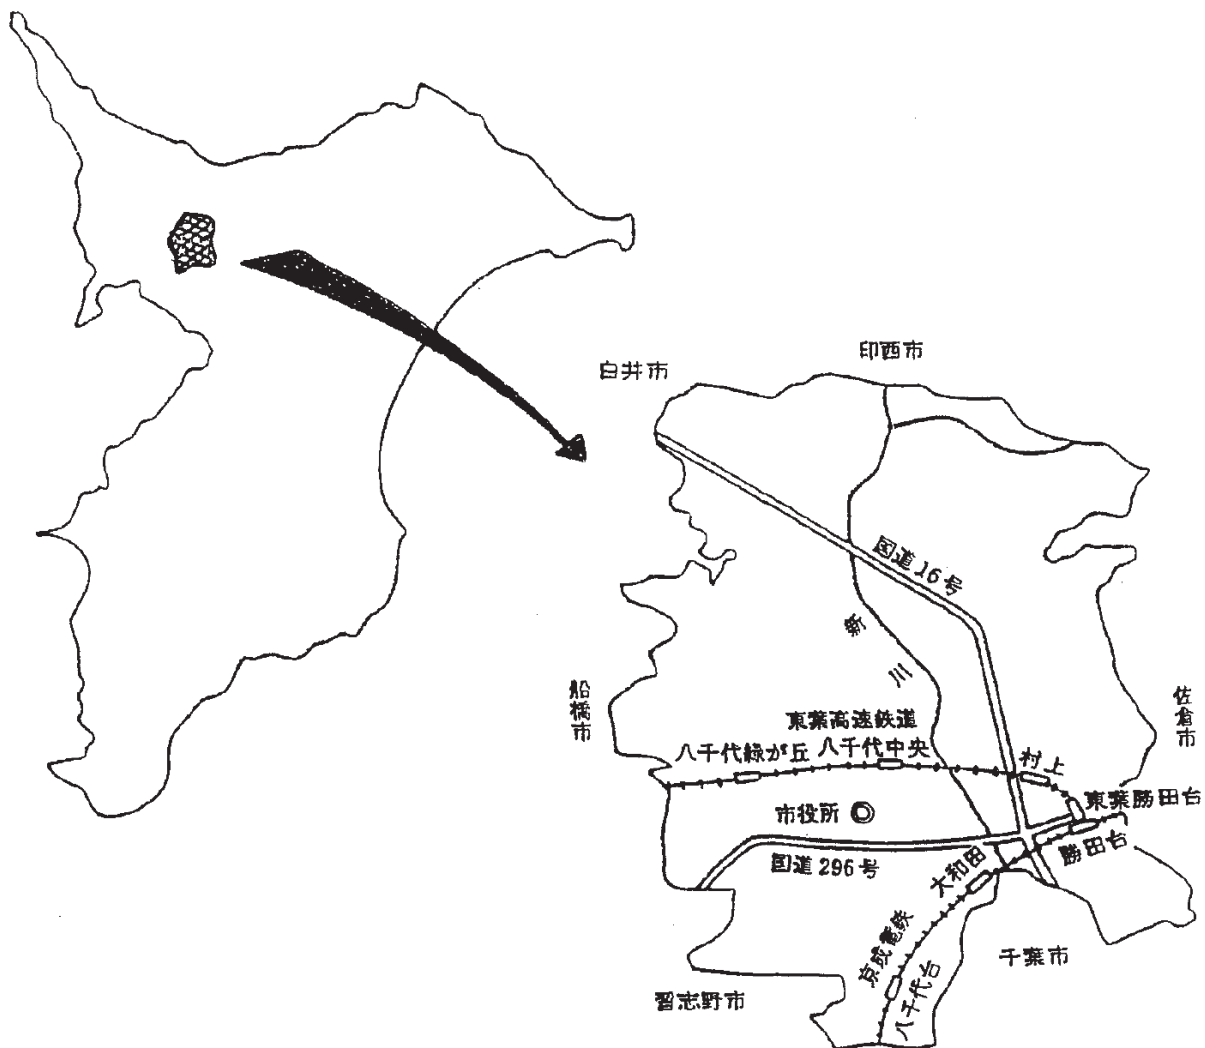 印西市
白井市
国道16号
新川
船橋市
佐倉市
東葉高速鉄道
八千代緑が丘
八千代中央
村上
東葉勝田台
市役所
勝田台
国道296号
大和田
京成電鉄
八千代台
千葉市
習志野市